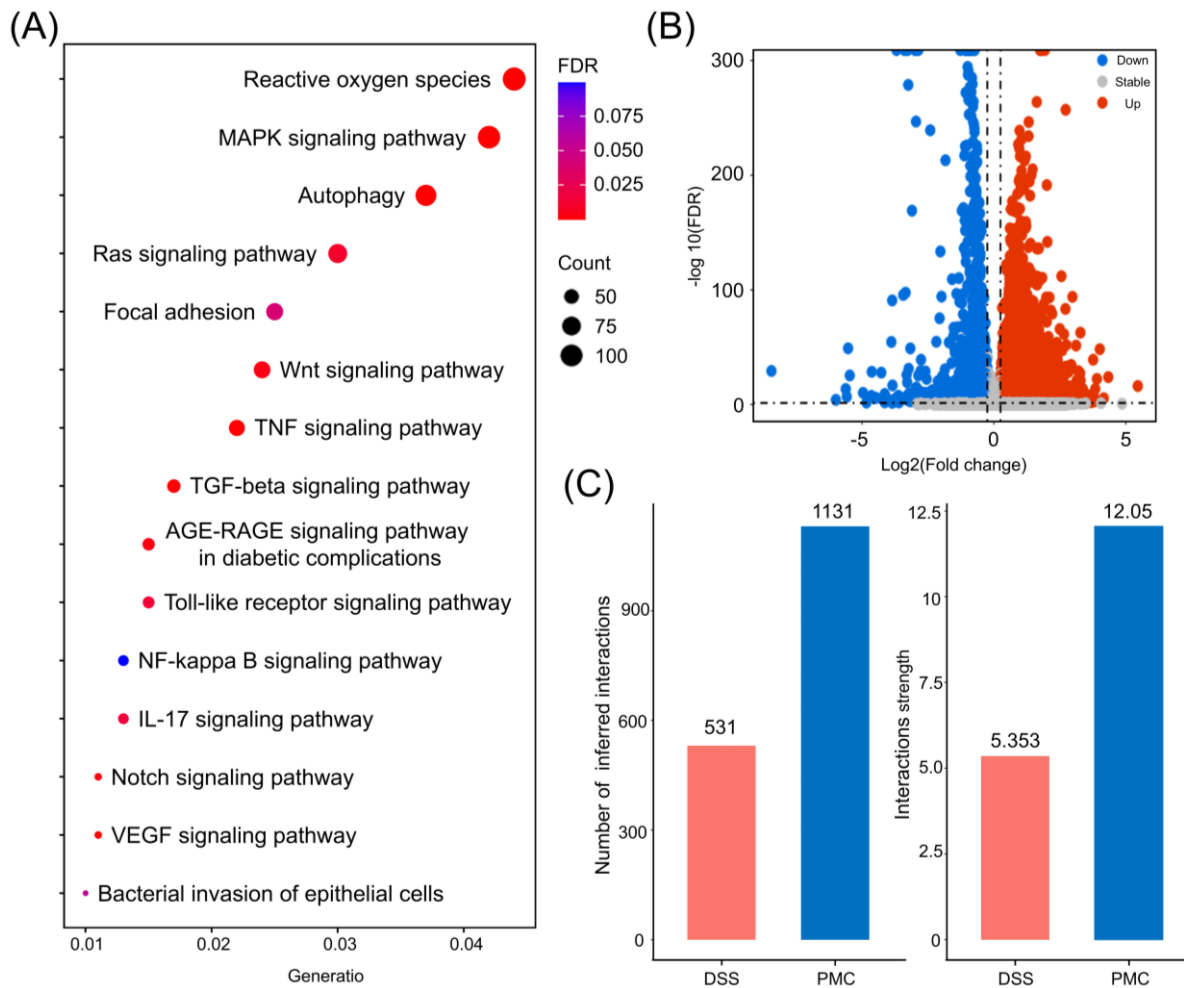 (A)
Reactive oxygen species
MAPK signaling pathway
Autophagy
Ras signaling pathway
Focal adhesion
Wnt signaling pathway
TNF signaling pathway
TGF-beta signaling pathway
AGE-RAGE signaling pathway
in diabetic complications
Toll-like receptor signaling pathway
NF-kappa B signaling pathway
IL-17 signaling pathway
Notch signaling pathway
VEGF signaling pathway
Bacterial invasion of epithelial cells
0.01 0.02 0.03 0.04
Generatio
FDR
0.075
0.050
0.025
Count
50
75
100
(B)
300
200
100
0
-log 10(FDR)
Down
Stable
Up
-5 0 5
Log2(Fold change)
(C)
Number of inferred interactions
900
600
300
0
531
1131
DSS PMC
Interactions strength
12.5
10
7.5
5.0
2.5
0
5.353
12.05
DSS PMC